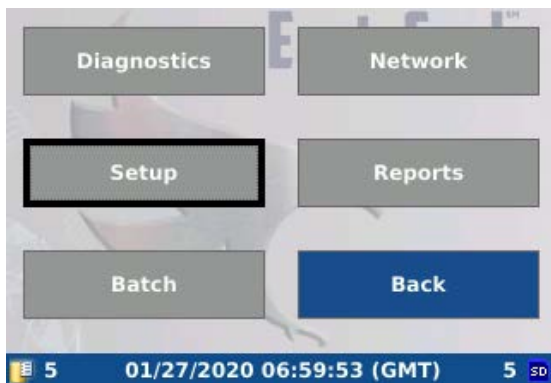 Diagnostics Network
Setup Reports
Batch Back
5 01/27/2020 06:59:53 (GMT) 5 SD